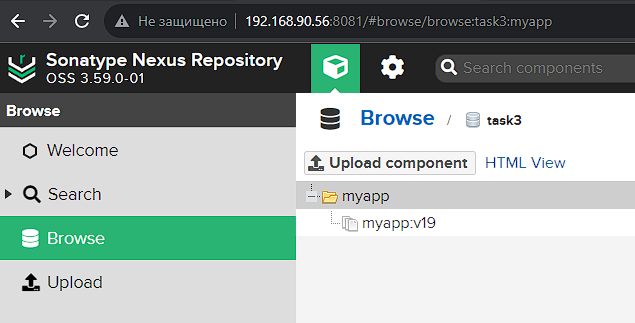 Не защищено 192.168.90.56:8081/#browse/browse:task3:myapp
Sonatype Nexus Repository
OSS 3.59.0-01
Search components
Browse
Browse / task3
Welcome
Upload component HTML View
Search
myapp
myapp:v19
Browse
Upload